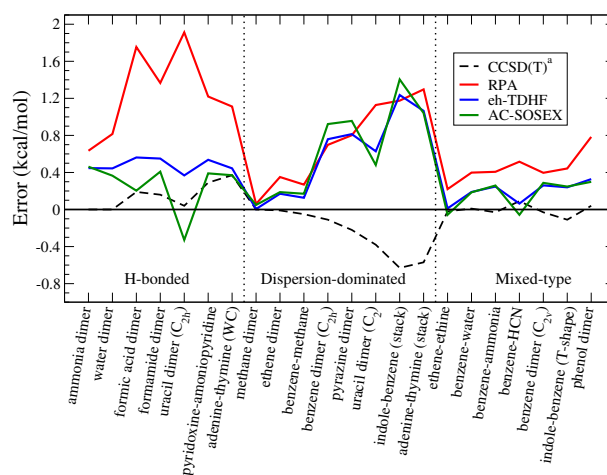 2
1.6
1.2
0.8
0.4
0
-0.4
-0.8
Error (kcal/mol)
CCSD(T)ᵃ
RPA
eh-TDHF
AC-SOSEX
H-bonded
Dispersion-dominated
Mixed-type
ammonia dimer
water dimer
formic acid dimer
formamide dimer
uracil dimer (C₂ₕ)
pyridoxine-amoniopyridine
adenine-thymine (WC)
methane dimer
ethene dimer
benzene-methane
benzene dimer (C₂ₕ)
pyrazine dimer
uracil dimer (C₂)
indole-benzene (stack)
adenine-thymine (stack)
ethene-ethine
benzene-water
benzene-ammonia
benzene-HCN
benzene dimer (C₂ᵥ)
indole-benzene (T-shape)
phenol dimer